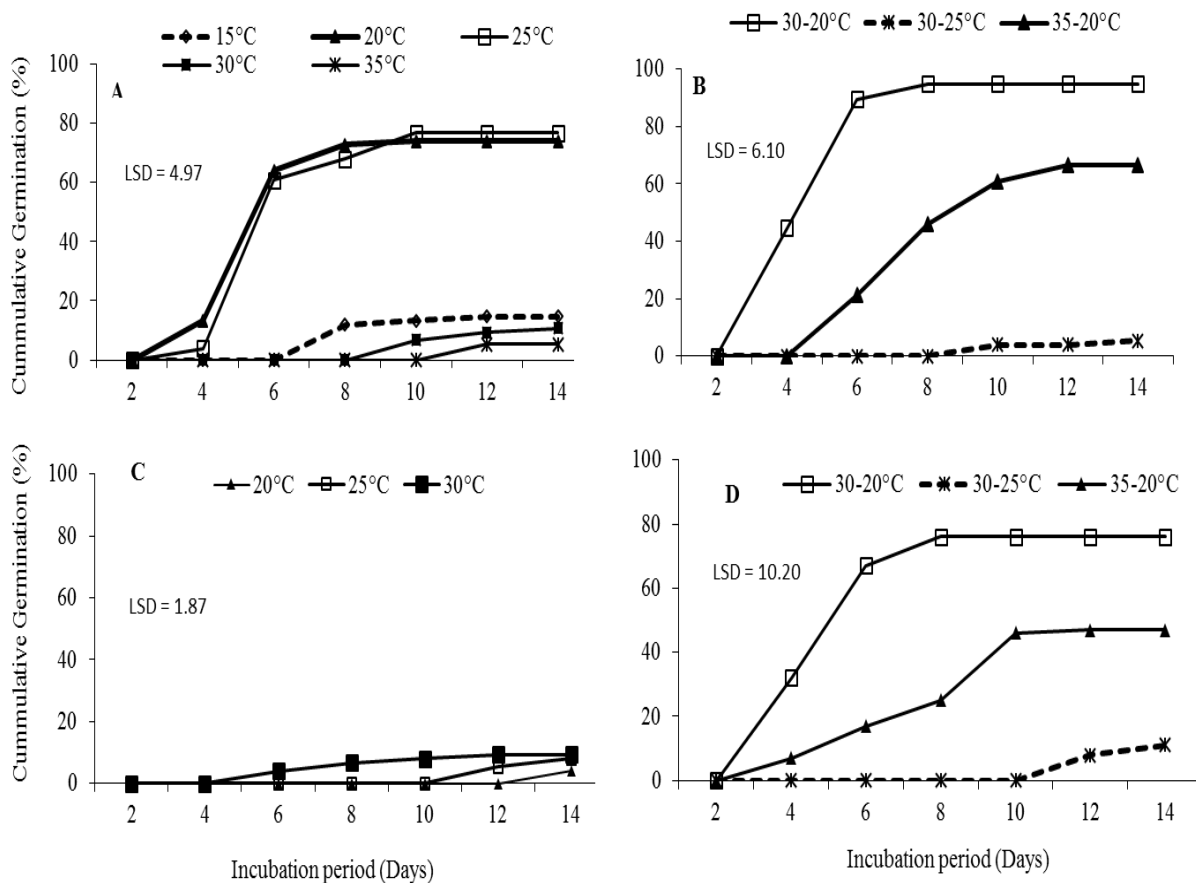 15°C 20°C 25°C
30°C 35°C
A
LSD = 4.97
Cummulative Germination (%)
100
80
60
40
20
0
2 4 6 8 10 12 14
30-20°C 30-25°C 35-20°C
B
LSD = 6.10
100
80
60
40
20
0
2 4 6 8 10 12 14
C
20°C 25°C 30°C
LSD = 1.87
Cummulative Germination (%)
100
80
60
40
20
0
2 4 6 8 10 12 14
Incubation period (Days)
30-20°C 30-25°C 35-20°C
D
LSD = 10.20
100
80
60
40
20
0
2 4 6 8 10 12 14
Incubation period (Days)